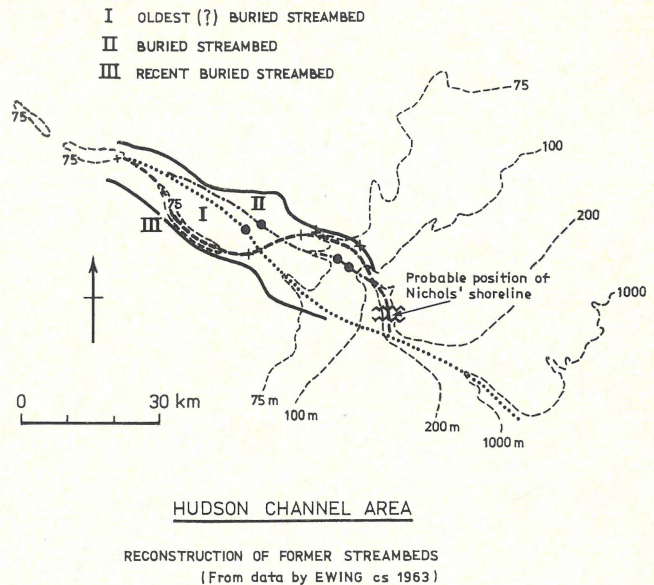 I OLDEST (?) BURIED STREAMBED
II BURIED STREAMBED
III RECENT BURIED STREAMBED
75
75
100
75
II
75
I
III
200
Probable position of
Nichols' shoreline
1000
0 30 km
75 m
100 m
200 m
1000 m
HUDSON CHANNEL AREA
RECONSTRUCTION OF FORMER STREAMBEDS
(From data by EWING cs 1963)